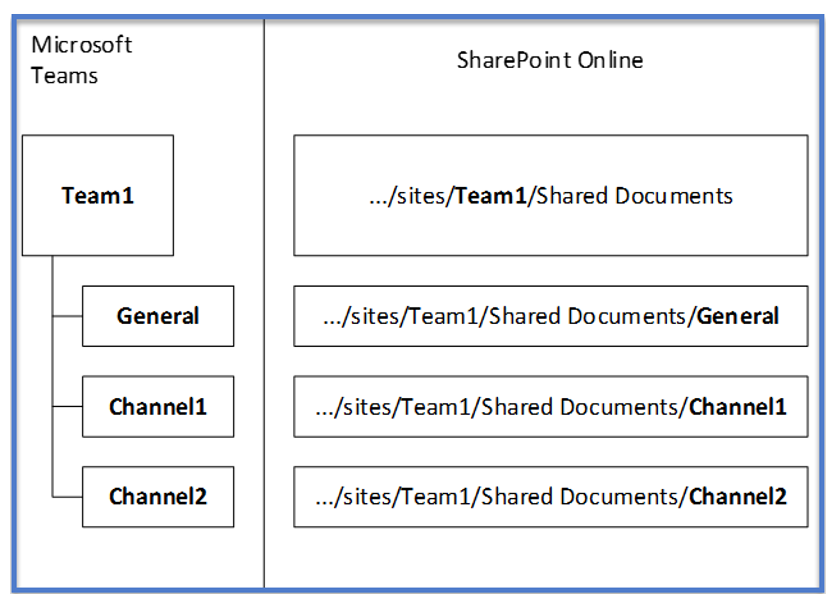 Microsoft
Teams
SharePoint Online
Team1
.../sites/Team1/Shared Documents
General
.../sites/Team1/Shared Documents/General
Channel1
.../sites/Team1/Shared Documents/Channel1
Channel2
.../sites/Team1/Shared Documents/Channel2